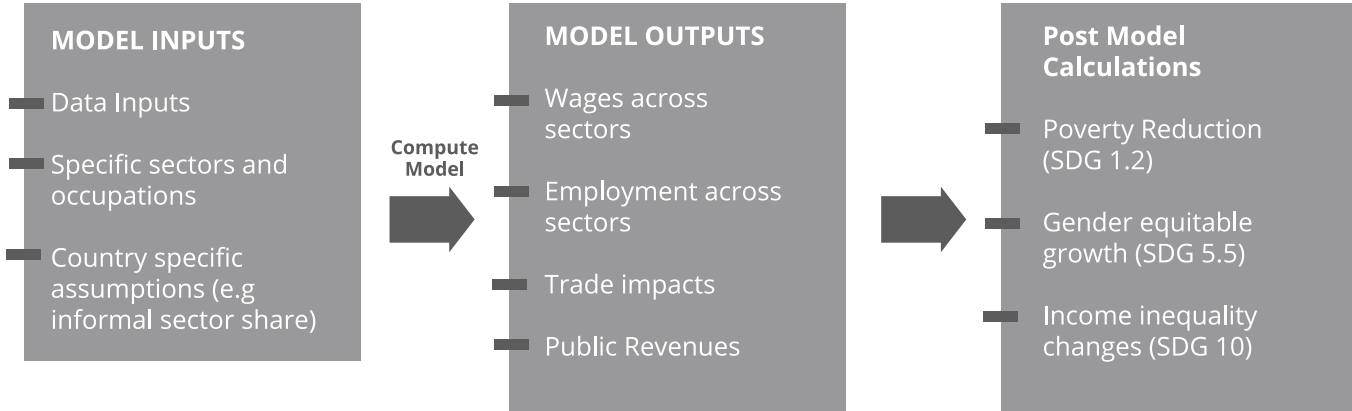 MODEL INPUTS
Data Inputs
Specific sectors and
occupations
Country specific
assumptions (e.g
informal sector share)
Compute
Model
MODEL OUTPUTS
Wages across
sectors
Employment across
sectors
Trade impacts
Public Revenues
Post Model
Calculations
Poverty Reduction
(SDG 1.2)
Gender equitable
growth (SDG 5.5)
Income inequality
changes (SDG 10)